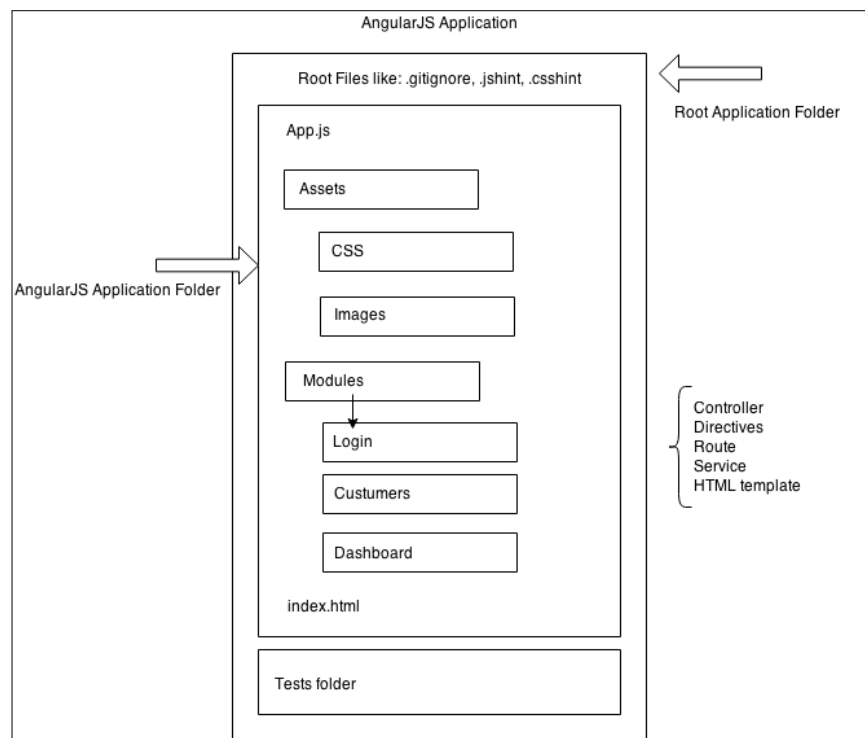 AngularJS Application
Root Files like: .gitignore, .jshint, .csshint
Root Application Folder
App.js
Assets
CSS
AngularJS Application Folder
Images
Modules
Login
Custumers
Dashboard
Controller
Directives
Route
Service
HTML template
index.html
Tests folder